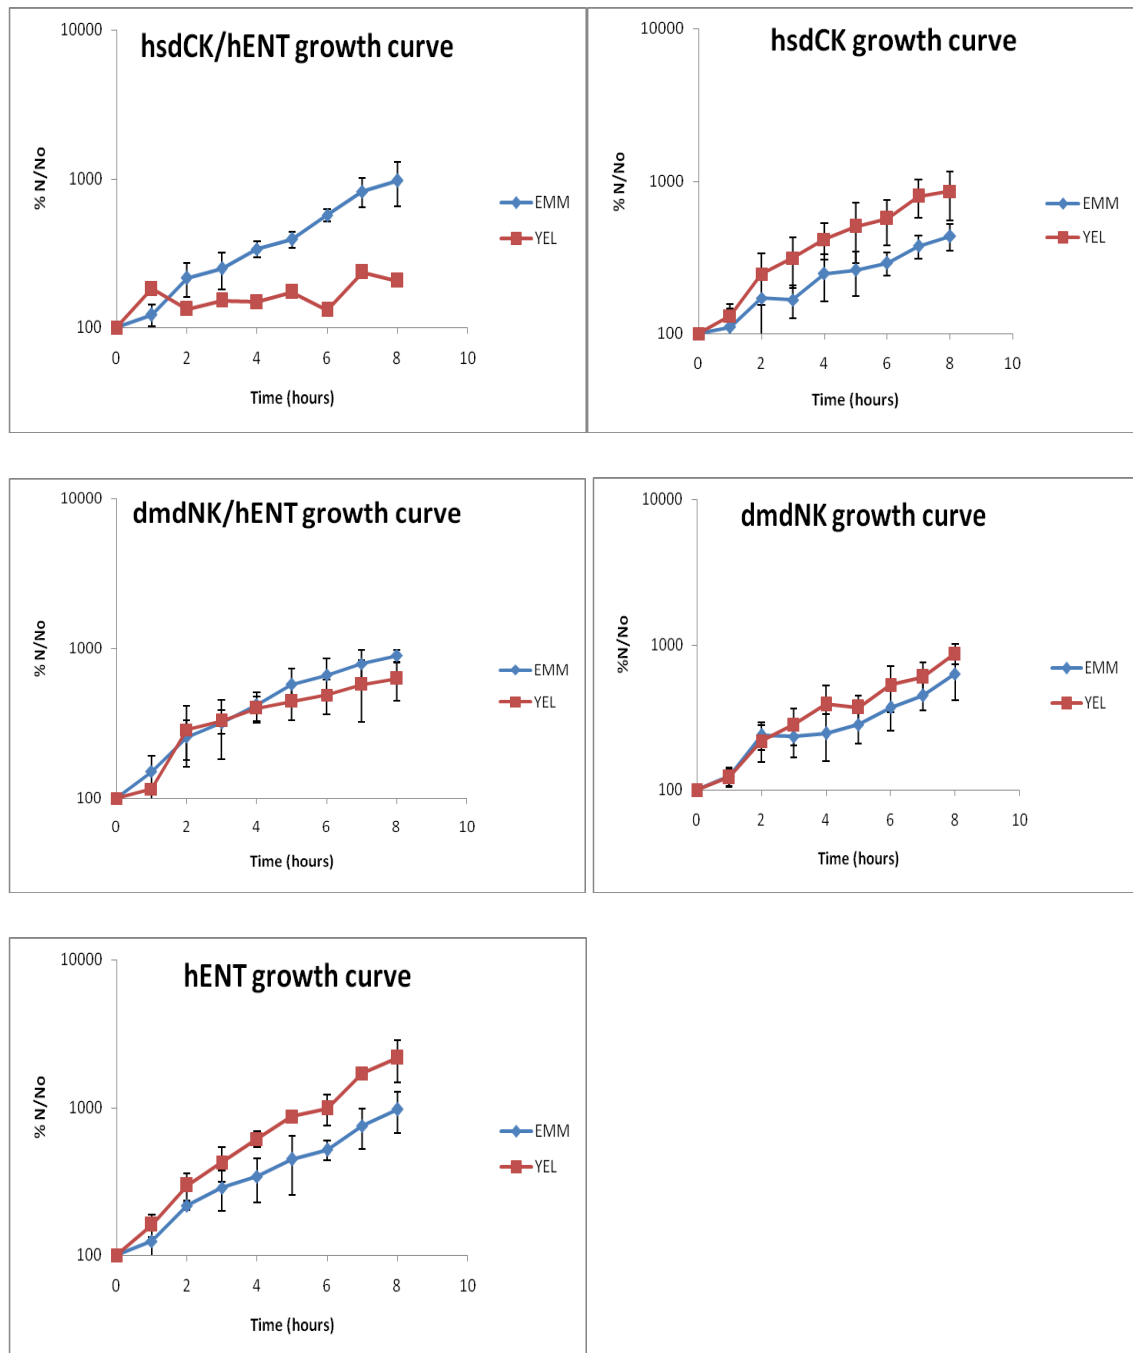 hsdCK/hENT growth curve
10000
1000
100
% N/No
0 2 4 6 8 10
Time (hours)
EMM
YEL
hsdCK growth curve
10000
1000
100
% N/No
0 2 4 6 8 10
Time (hours)
EMM
YEL
dmdNK/hENT growth curve
10000
1000
100
% N/No
0 2 4 6 8 10
Time (hours)
EMM
YEL
dmdNK growth curve
10000
1000
100
%N/No
0 2 4 6 8 10
Time (hours)
EMM
YEL
hENT growth curve
10000
1000
100
% N/No
0 2 4 6 8 10
Time (hours)
EMM
YEL